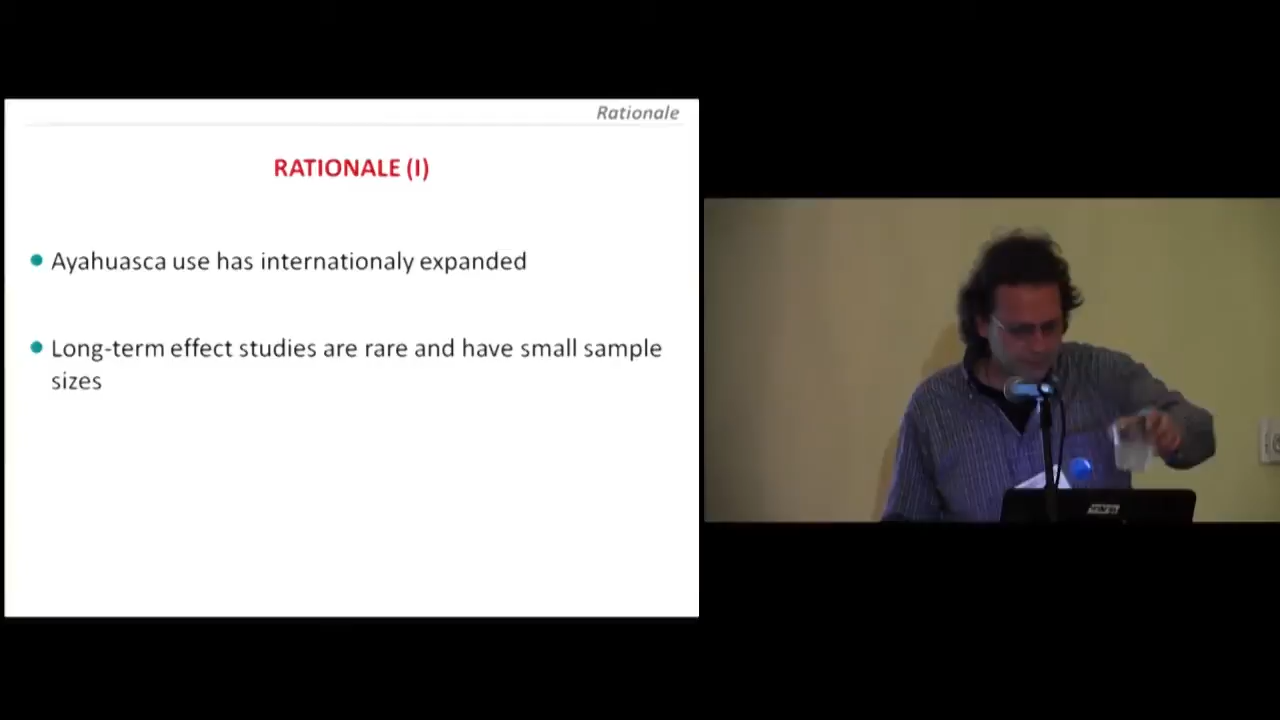 Rationale
RATIONALE (I)
Ayahuasca use has internationaly expanded
Long-term effect studies are rare and have small sample
sizes